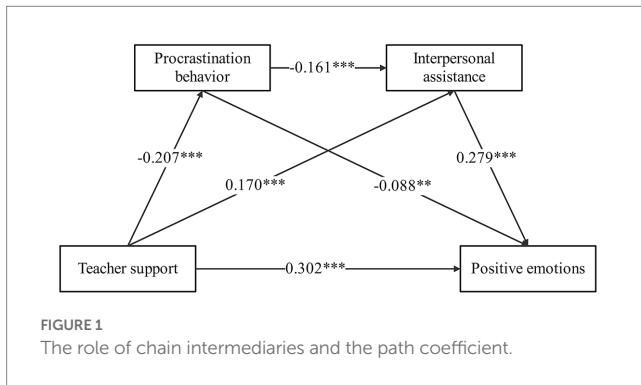 Procrastination
behavior
-0.161***
Interpersonal
assistance
-0.207***
0.170***
-0.088**
0.279***
Teacher support
0.302***
Positive emotions
FIGURE 1
The role of chain intermediaries and the path coefficient.